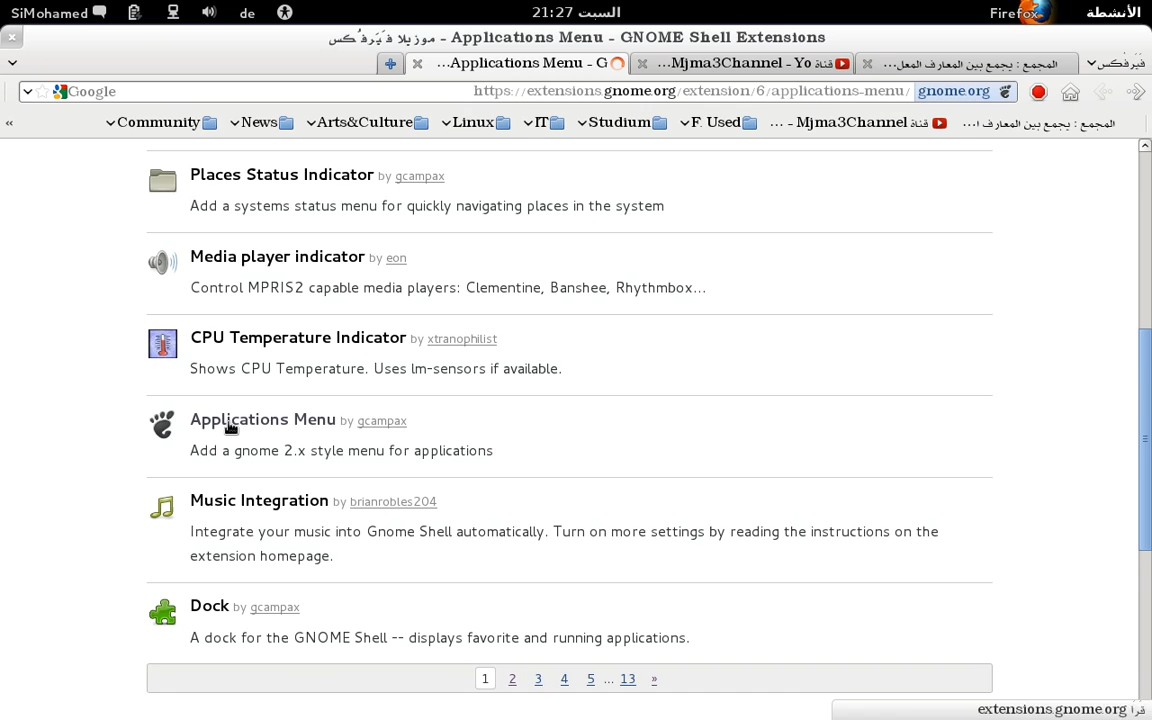 SiMohamed de السبت 21:27 Firefox الأنشطة
موزيلا فَيَرفُكس - Applications Menu - GNOME Shell Extensions
...Applications Menu - G
...Mjma3Channel - Yo قناة
المجمع : يجمع بين المعارف المعل...
فَيَرفُكس
Google
https://extensions.gnome.org/extension/6/applications-menu/ gnome.org
« Community News Arts&Culture Linux IT Studium F. Used ... - Mjma3Channel قناة المجمع : يجمع بين المعارف ا...
Places Status Indicator by gcampax
Add a systems status menu for quickly navigating places in the system
Media player indicator by eon
Control MPRIS2 capable media players: Clementine, Banshee, Rhythmbox...
CPU Temperature Indicator by xtranophilist
Shows CPU Temperature. Uses lm-sensors if available.
Applications Menu by gcampax
Add a gnome 2.x style menu for applications
Music Integration by brianrobles204
Integrate your music into Gnome Shell automatically. Turn on more settings by reading the instructions on the
extension homepage.
Dock by gcampax
A dock for the GNOME Shell -- displays favorite and running applications.
1 2 3 4 5 ... 13 »
قرأ extensions.gnome.org